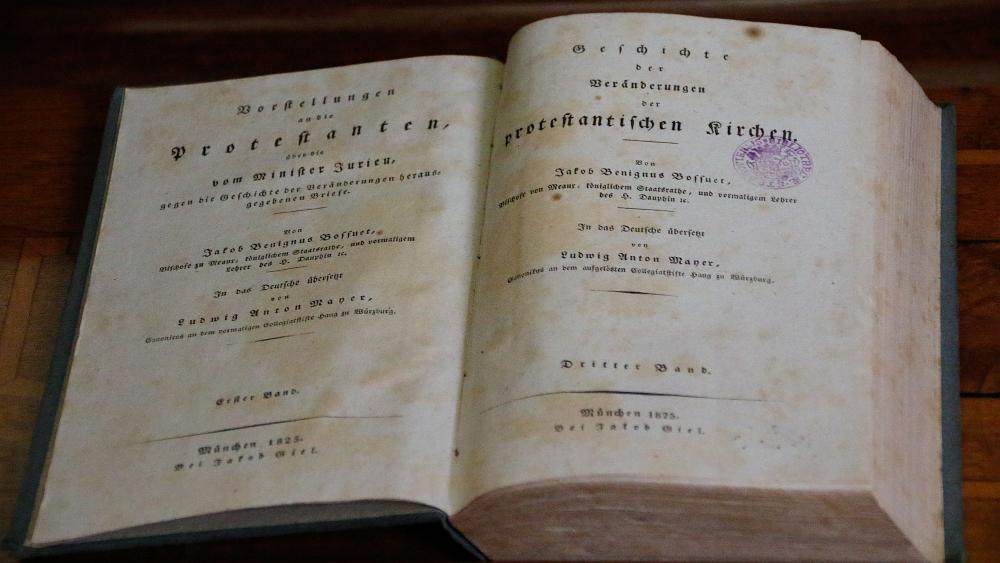 Vorstellungen
an die
Protestanten,
über die
vom Minister Jurieu,
gegen die Geschichte der Veränderungen heraus-
gegebenen Briefe.
Von
Jakob Benignus Bossuet,
Bischofe zu Meaux, königlichem Staatsrathe, und vormaligem
Lehrer des H. Dauphin ꝛc.
In das Deutsche übersetzt
von
Ludwig Anton Mayer,
Canonicus an dem vormaligen Collegiatstifte Haug zu Würzburg.
Erster Band.
München 1825.
Bei Jakob Giel.
Geschichte
der
Veränderungen
der
protestantischen Kirchen.
Von
Jakob Benignus Bossuet,
Bischofe von Meaux, königlichem Staatsrathe, und vormaligem Lehrer
des H. Dauphin ꝛc.
In das Deutsche übersetzt
von
Ludwig Anton Mayer,
Canonikus an dem aufgelösten Collegiatstifte Haug zu Würzburg.
Dritter Band.
München 1825.
Bei Jakob Giel.